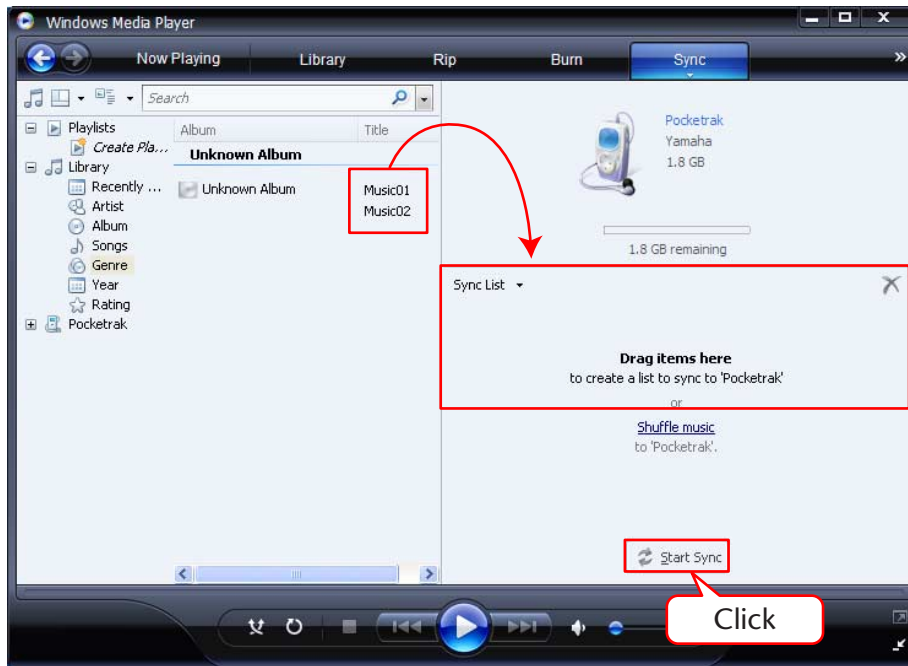 Windows Media Player
Now Playing Library Rip Burn Sync »
Search
Playlists
Create Pla...
Library
Recently ...
Artist
Album
Songs
Genre
Year
Rating
Pocketrak
Album Title
Unknown Album
Unknown Album Music01
Music02
Pocketrak
Yamaha
1.8 GB
1.8 GB remaining
Sync List
Drag items here
to create a list to sync to 'Pocketrak'
or
Shuffle music
to 'Pocketrak'.
Start Sync
Click